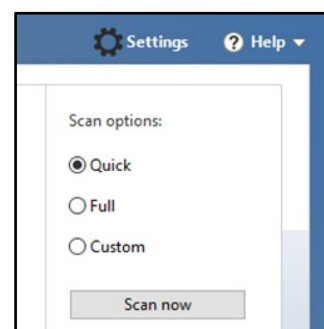 Settings ? Help
Scan options:
Quick
Full
Custom
Scan now